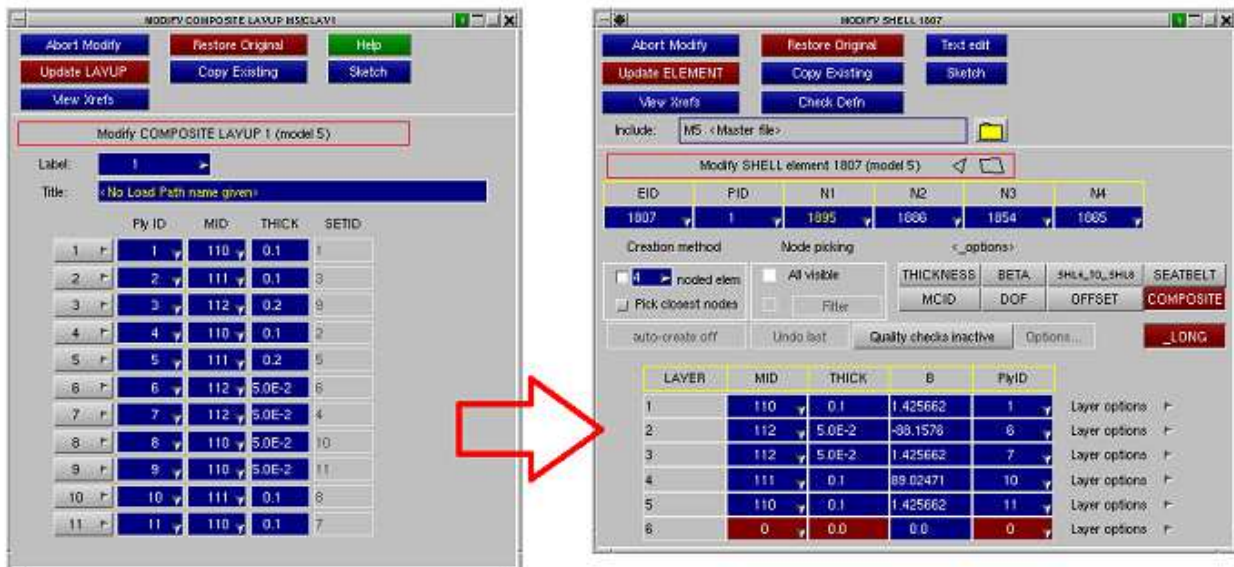 MODIFY COMPOSITE LAYUP M5/CLAY1
Abort Modify Restore Original Help
Update LAYUP Copy Existing Sketch
View Xrefs
Modify COMPOSITE LAYUP 1 (model 5)
Label: 1
Title: <No Load Path name given>
Ply ID MID THICK SETID
1 1 110 0.1 1
2 2 111 0.1 3
3 3 112 0.2 9
4 4 110 0.1 2
5 5 111 0.2 5
6 6 112 5.0E-2 6
7 7 112 5.0E-2 4
8 8 110 5.0E-2 10
9 9 110 5.0E-2 11
10 10 111 0.1 8
11 11 110 0.1 7
MODIFY SHELL 1807
Abort Modify Restore Original Text edit
Update ELEMENT Copy Existing Sketch
View Xrefs Check Defn
Include: M5 <Master file>
Modify SHELL element 1807 (model 5)
EID PID N1 N2 N3 N4
1807 1 1895 1886 1854 1865
Creation method Node picking <_options>
4 noded elem All visible THICKNESS BETA SHL4_TO_SHL8 SEATBELT
Pick closest nodes Filter MCID DOF OFFSET COMPOSITE
auto-create off Undo last Quality checks inactive Options... _LONG
LAYER MID THICK B PlyID
1 110 0.1 1.425662 1 Layer options
2 112 5.0E-2 -88.1576 6 Layer options
3 112 5.0E-2 1.425662 7 Layer options
4 111 0.1 89.02471 10 Layer options
5 110 0.1 1.425662 11 Layer options
6 0 0.0 0.0 0 Layer options